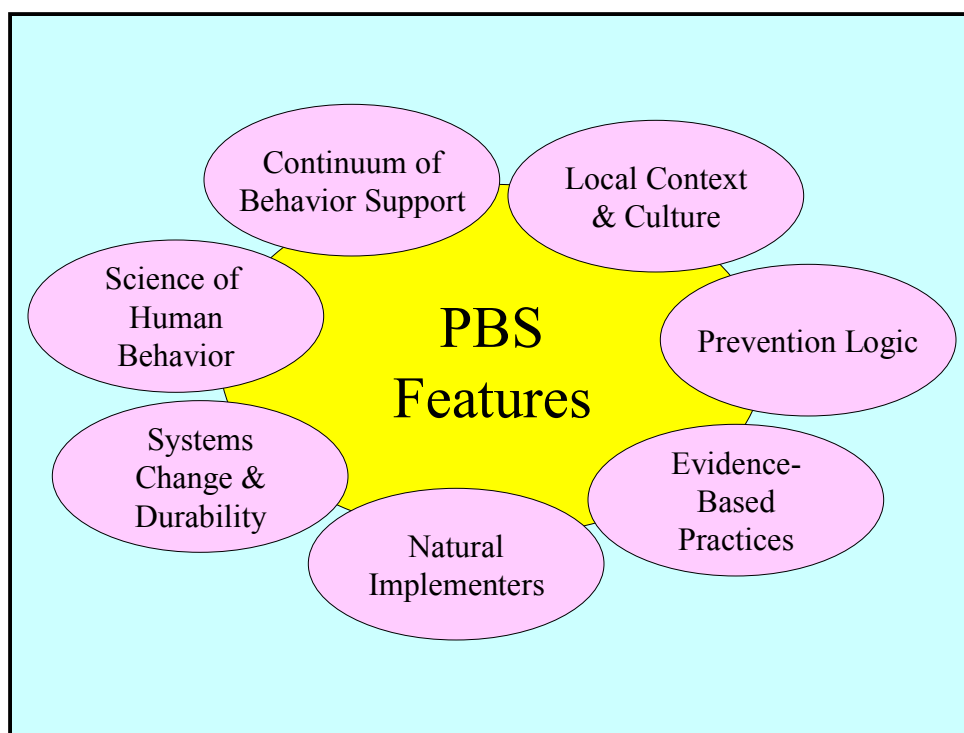 PBS
Features
Continuum of
Behavior Support
Local Context
& Culture
Prevention Logic
Evidence-
Based
Practices
Natural
Implementers
Systems
Change &
Durability
Science of
Human
Behavior